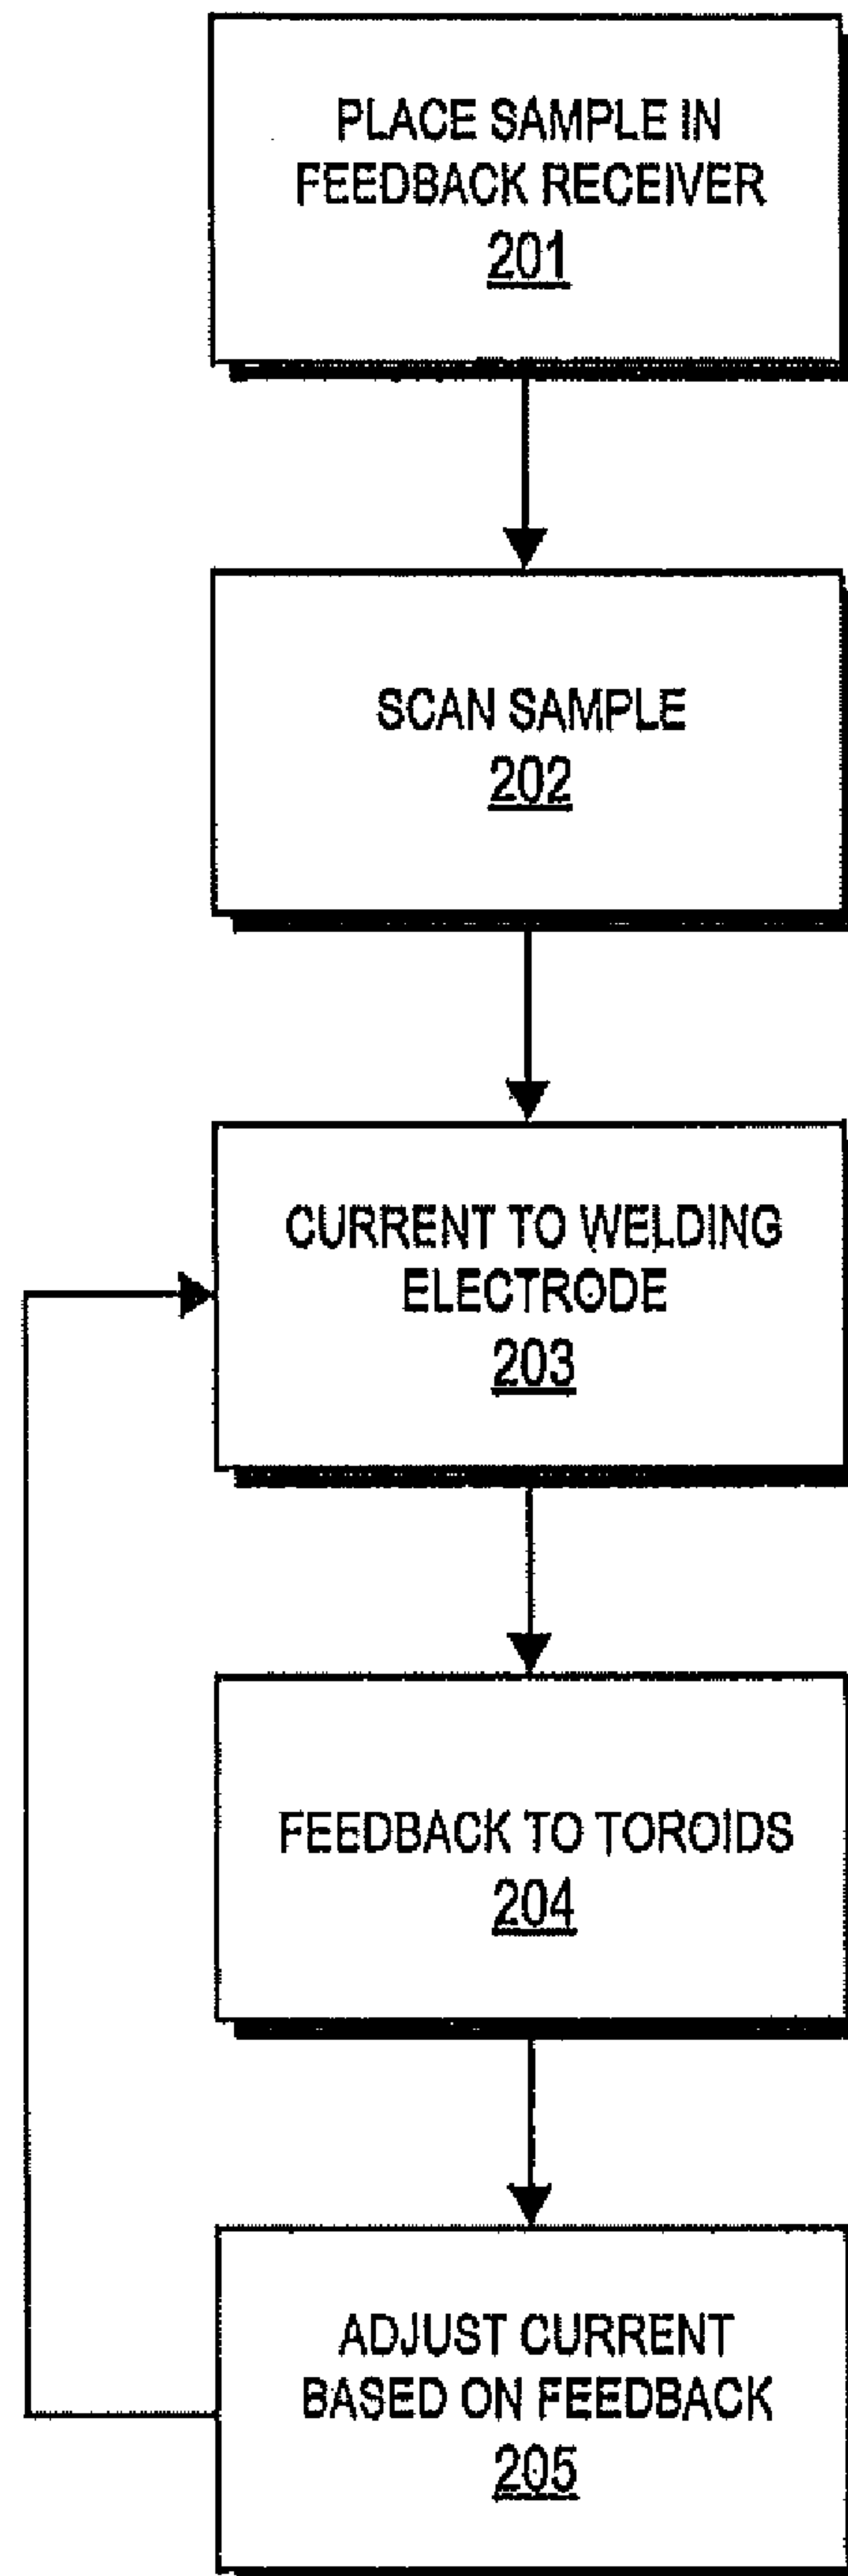 PLACE SAMPLE IN
FEEDBACK RECEIVER
201
SCAN SAMPLE
202
CURRENT TO WELDING
ELECTRODE
203
FEEDBACK TO TOROIDS
204
ADJUST CURRENT
BASED ON FEEDBACK
205